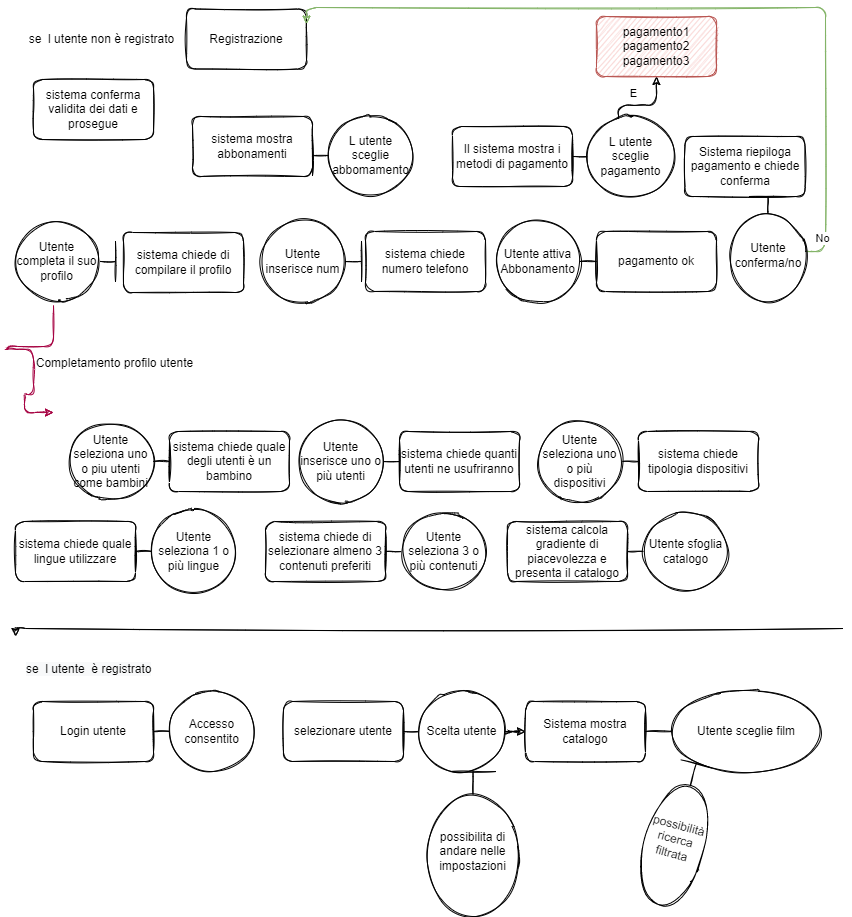 se l utente non è registrato
Registrazione
pagamento1
pagamento2
pagamento3
E
sistema conferma
validita dei dati e
prosegue
sistema mostra
abbonamenti
L utente
sceglie
abbomamento
Il sistema mostra i
metodi di pagamento
L utente
sceglie
pagamento
Sistema riepiloga
pagamento e chiede
conferma
Utente
completa il suo
profilo
sistema chiede di
compilare il profilo
Utente
inserisce num
sistema chiede
numero telefono
Utente attiva
Abbonamento
pagamento ok
Utente
conferma/no
No
Completamento profilo utente
Utente
seleziona uno
o piu utenti
come bambini
sistema chiede quale
degli utenti è un
bambino
Utente
inserisce uno o
più utenti
sistema chiede quanti
utenti ne usufriranno
Utente
seleziona uno
o più
dispositivi
sistema chiede
tipologia dispositivi
sistema chiede quale
lingue utilizzare
Utente
seleziona 1 o
più lingue
sistema chiede di
selezionare almeno 3
contenuti preferiti
Utente
seleziona 3 o
più contenuti
sistema calcola
gradiente di
piacevolezza e
presenta il catalogo
Utente sfoglia
catalogo
se l utente è registrato
Login utente
Accesso
consentito
selezionare utente
Scelta utente
Sistema mostra
catalogo
Utente sceglie film
possibilita di
andare nelle
impostazioni
possibilità
ricerca
filtrata